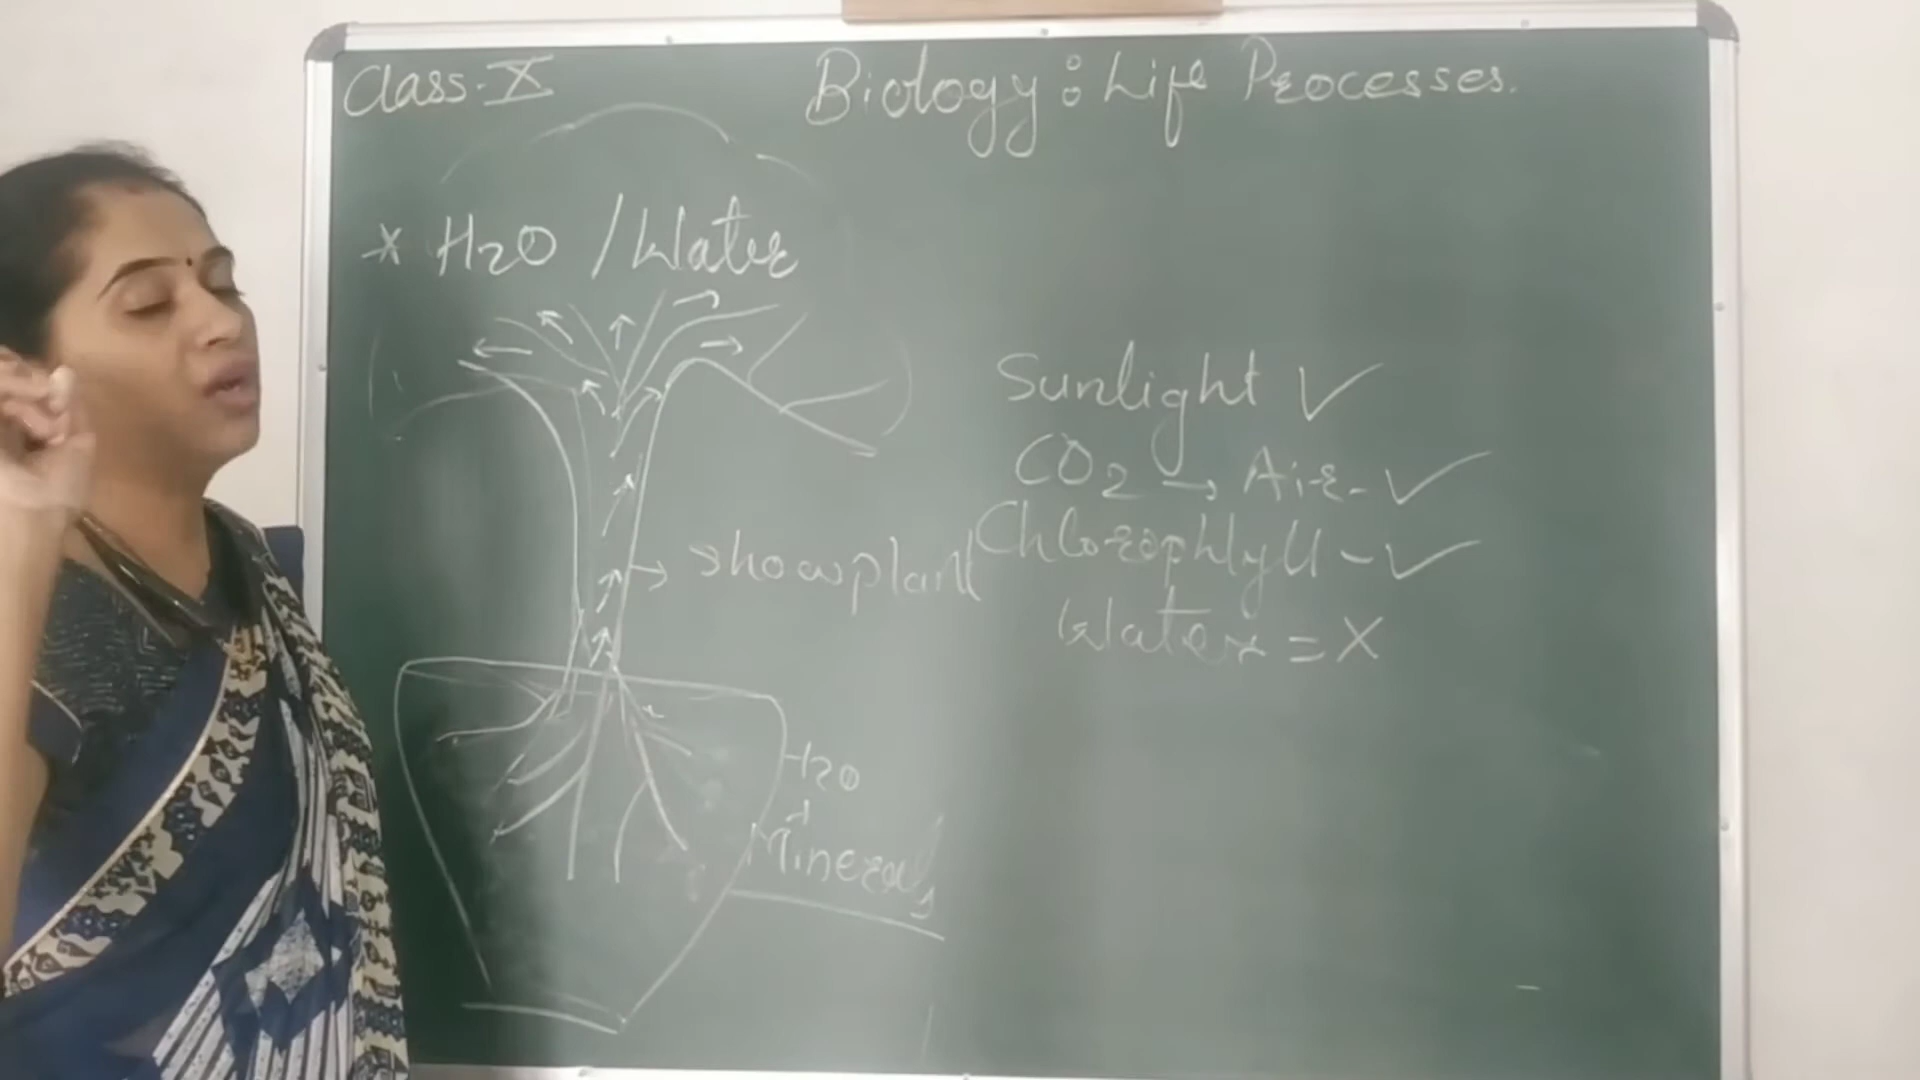 Class-X
Biology: Life Processes.
* H2O / Water
Sunlight ✓
CO2 → Air- ✓
Chlorophyll - ✓
Water = X
→ showplant
H2O
+
Minerals